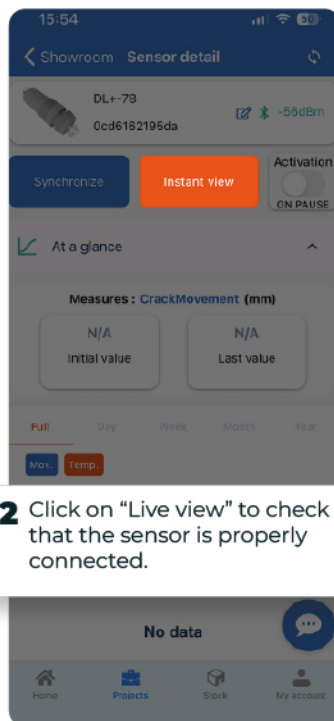 15:54
50
Showroom Sensor detail
DL+-78
0cd6162195da
-56dBm
Synchronize
Instant view
Activation
ON PAUSE
At a glance
Measures : CrackMovement (mm)
N/A N/A
Initial value Last value
Full Day Week Month Year
Mov. Temp.
2 Click on “Live view” to check
that the sensor is properly
connected.
No data
Home Projects Stock My account